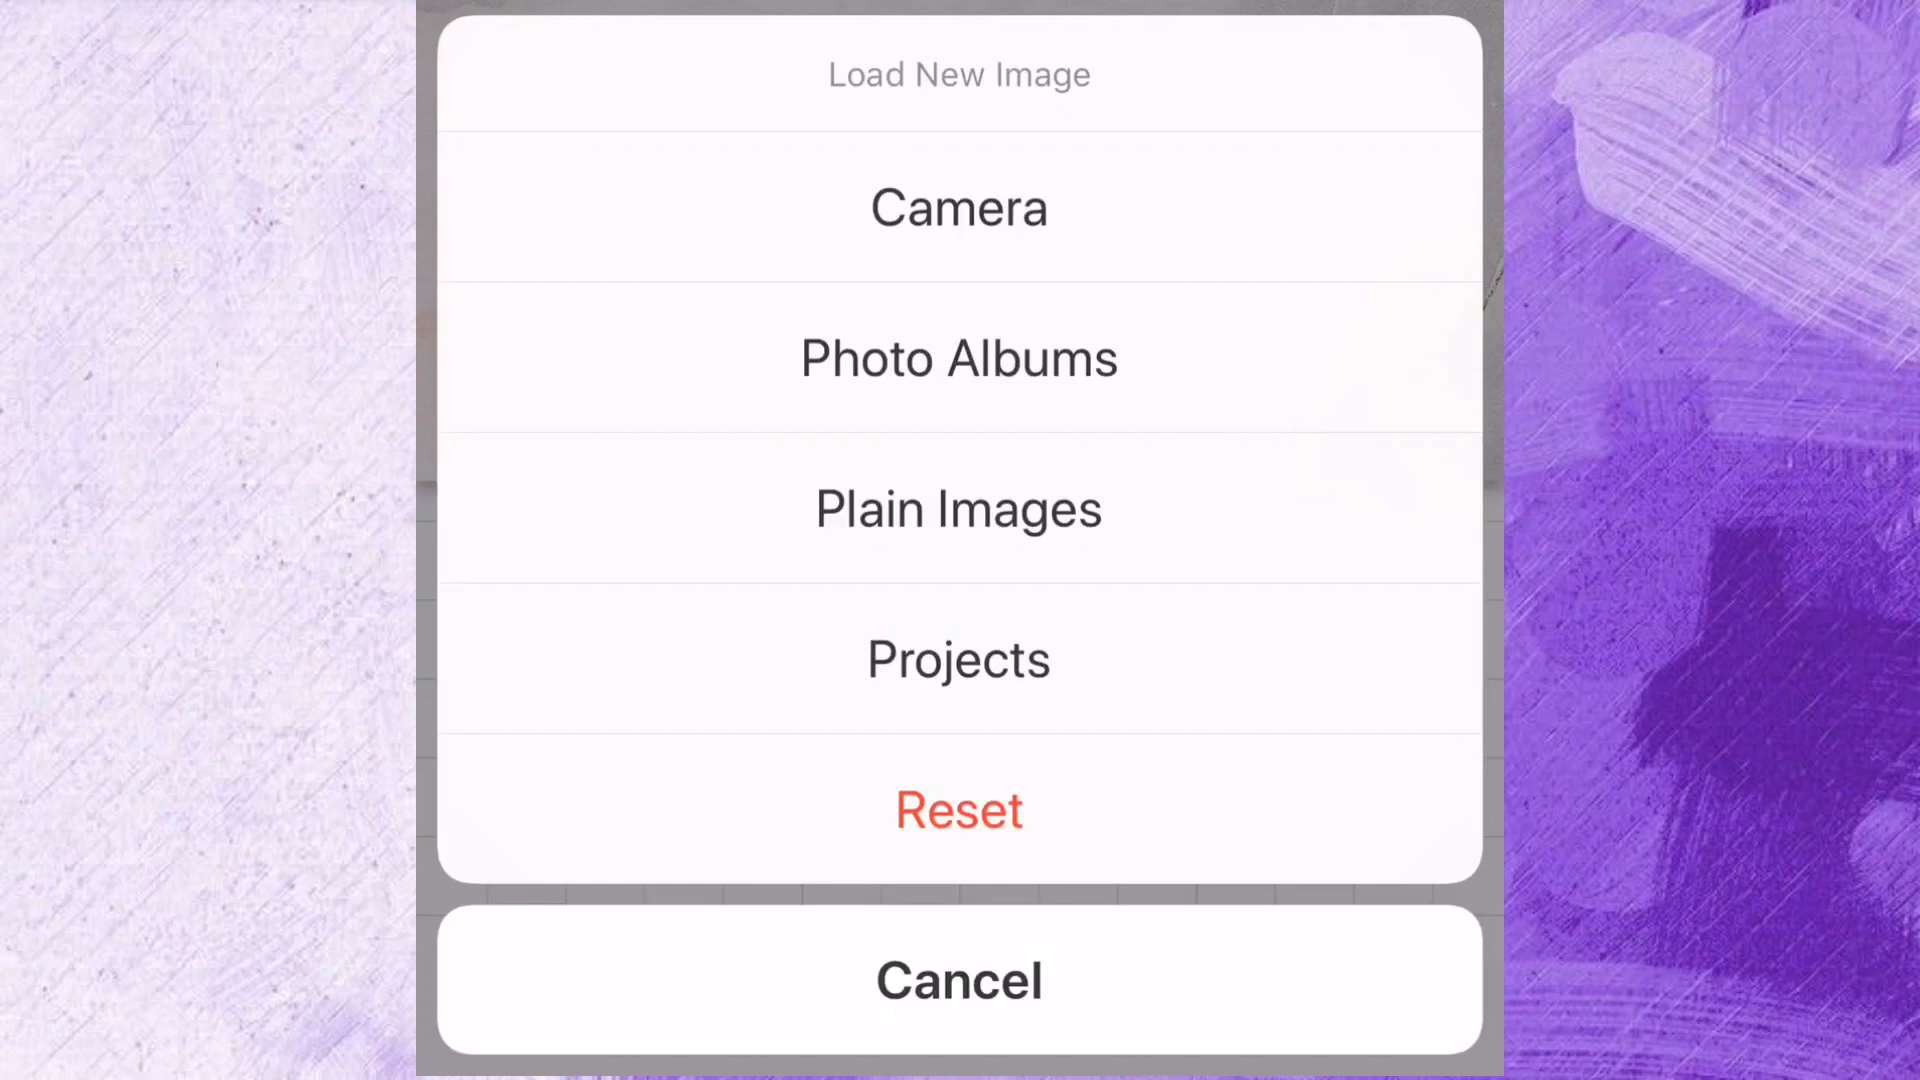 Load New Image
Camera
Photo Albums
Plain Images
Projects
Reset
Cancel